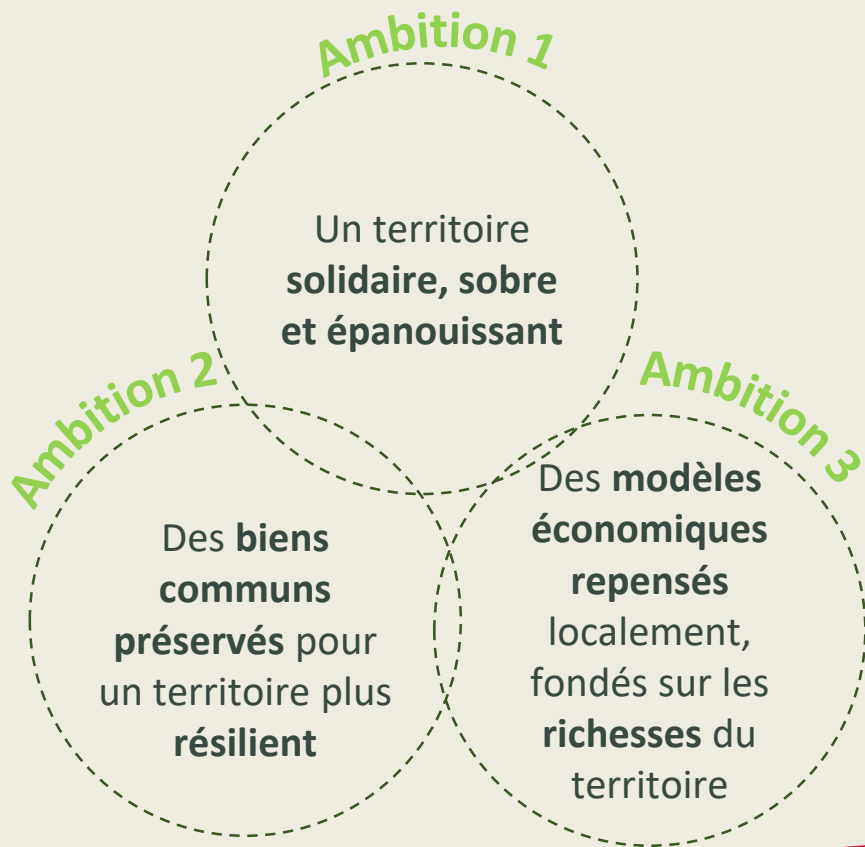 Ambition 1
Un territoire
solidaire, sobre
et épanouissant
Ambition 2
Des biens
communs
préservés pour
un territoire plus
résilient
Ambition 3
Des modèles
économiques
repensés
localement,
fondés sur les
richesses du
territoire